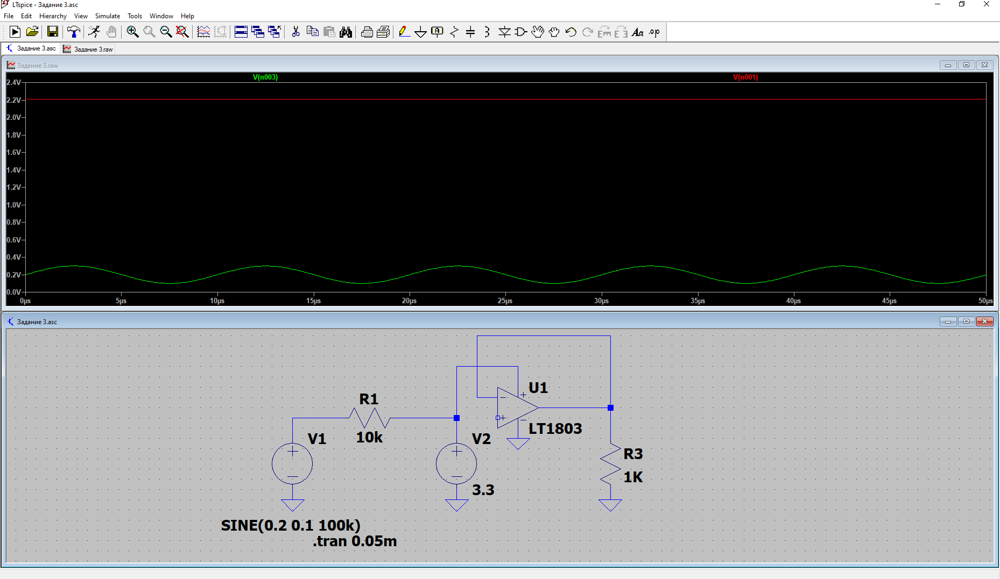 LTspice - Задание 3.asc
File Edit Hierarchy View Simulate Tools Window Help
Задание 3.asc Задание 3.raw
Задание 3.raw
V(n003) V(n001)
2.4V
2.2V
2.0V
1.8V
1.6V
1.4V
1.2V
1.0V
0.8V
0.6V
0.4V
0.2V
0.0V
0µs 5µs 10µs 15µs 20µs 25µs 30µs 35µs 40µs 45µs 50µs
Задание 3.asc
U1
R1
LT1803
10k
V1
V2
R3
1K
3.3
SINE(0.2 0.1 100k)
.tran 0.05m